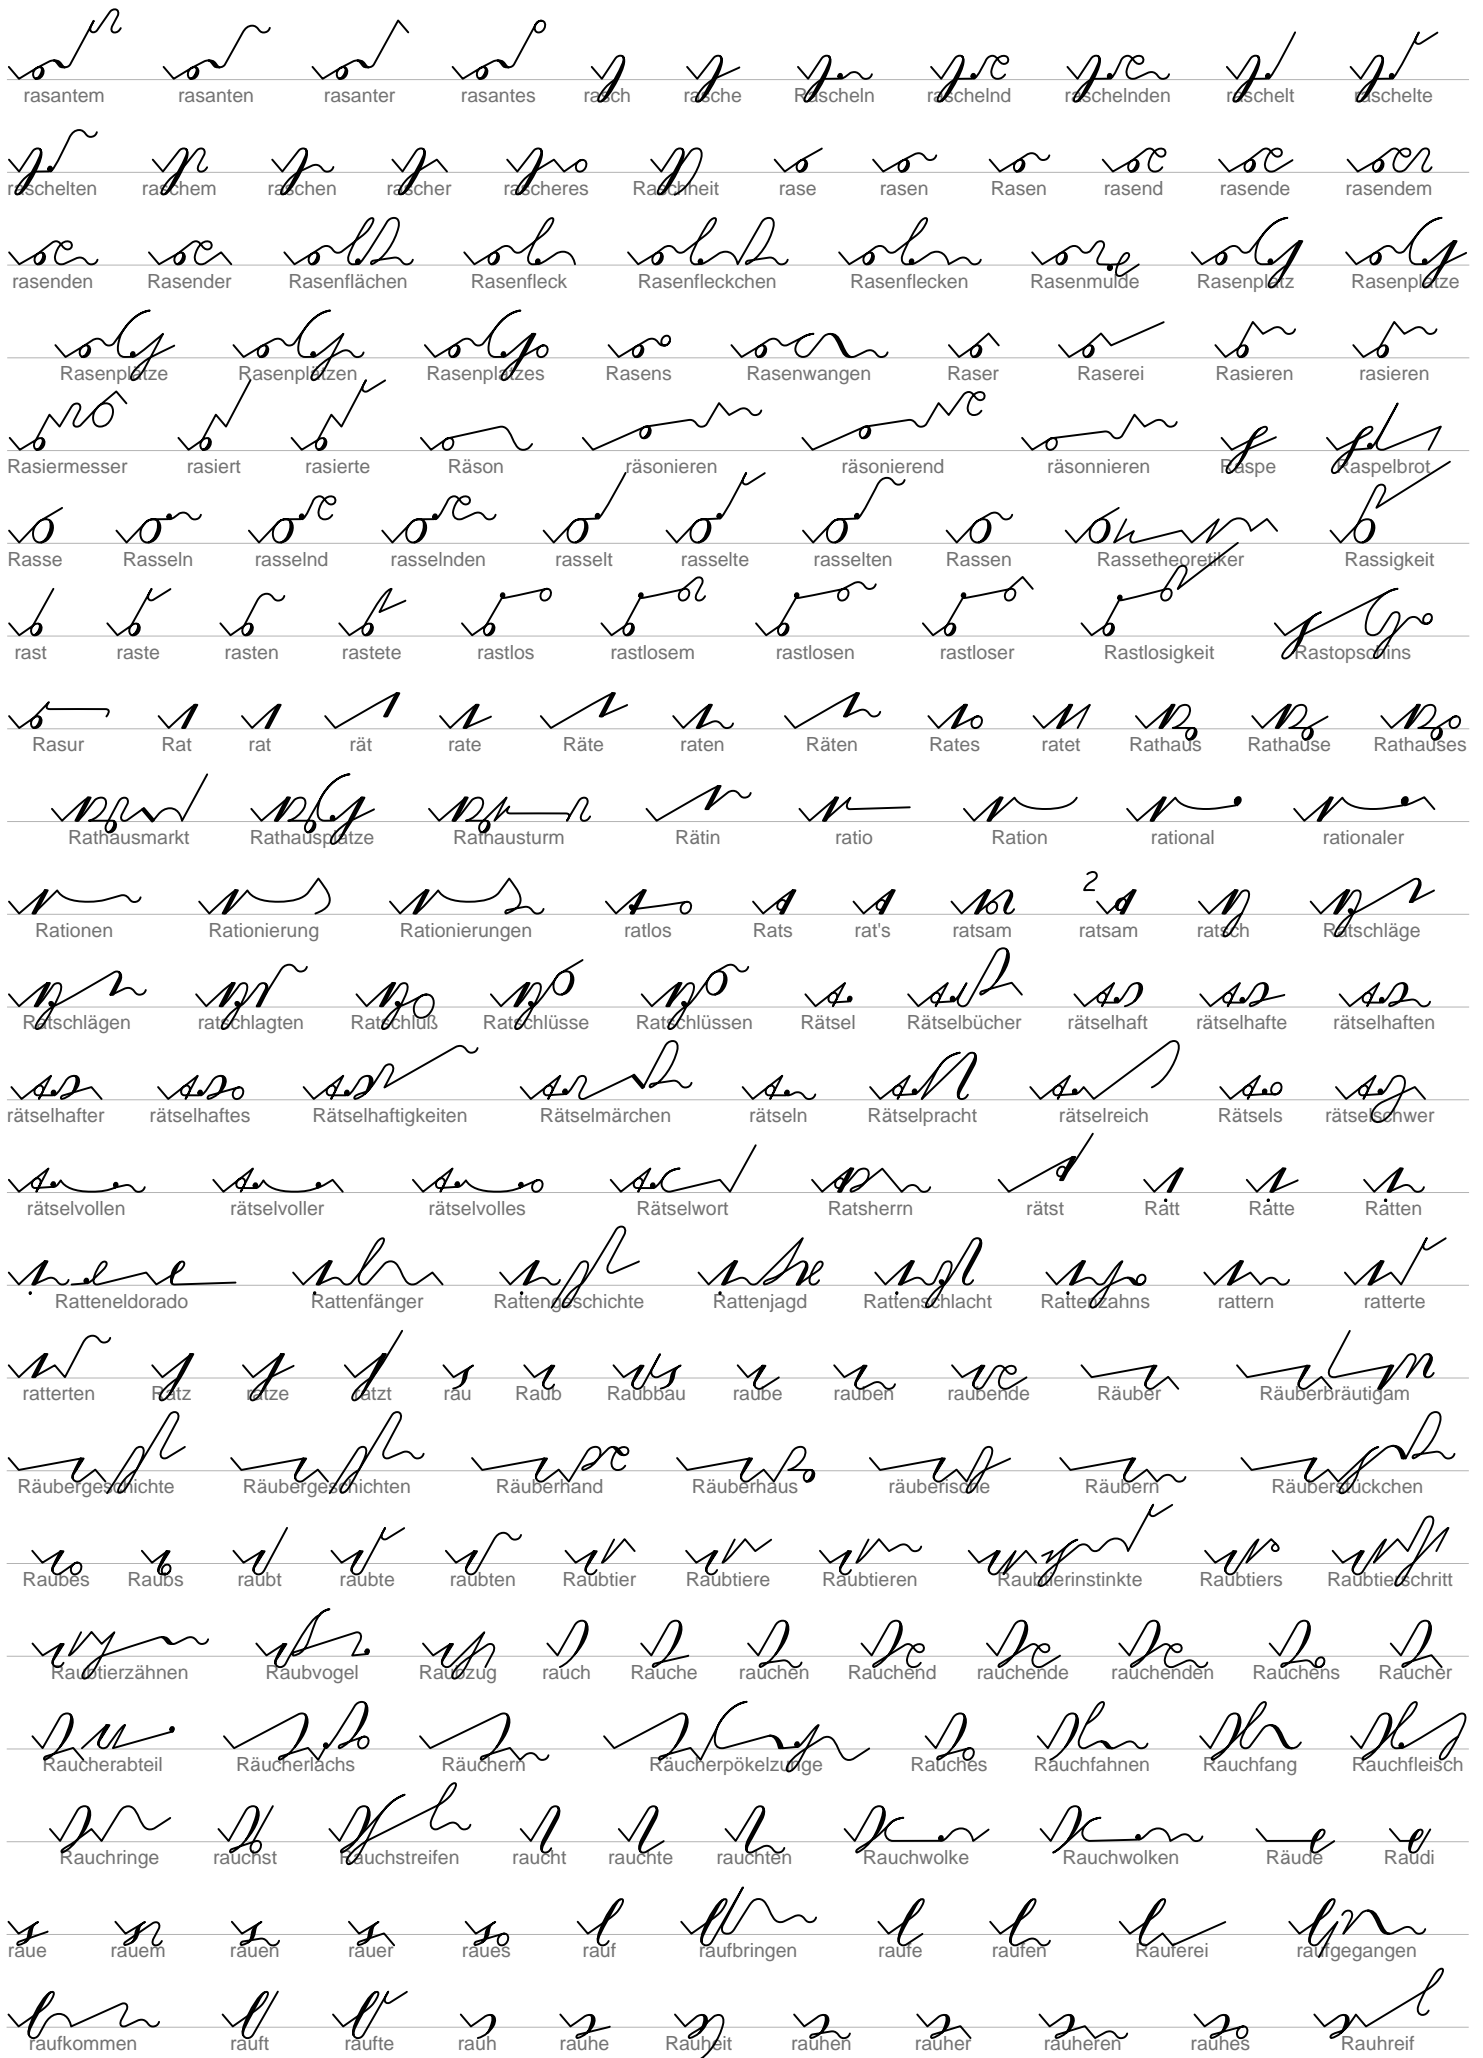 rasantem rasanten rasanter rasantes rasch rasche Rascheln raschelnd raschelnden raschelt raschelte
raschelten raschem raschen rascher rascheres Raschheit rase rasen Rasen rasend rasende rasendem
rasenden Rasender Rasenflächen Rasenfleck Rasenfleckchen Rasenflecken Rasenmulde Rasenplatz Rasenplatze
Rasenplätze Rasenplätzen Rasenplatzes Rasens Rasenwangen Raser Raserei Rasieren rasieren
Rasiermesser rasiert rasierte Räson räsonieren räsonierend räsonnieren Raspe Raspelbrot
Rasse Rasseln rasselnd rasselnden rasselt rasselte rasselten Rassen Rassetheoretiker Rassigkeit
rast raste rasten rastete rastlos rastlosem rastlosen rastloser Rastlosigkeit Rastopschins
Rasur Rat rat rät rate Räte raten Räten Rates ratet Rathaus Rathause Rathauses
Rathausmarkt Rathausplatze Rathausturm Rätin ratio Ration rational rationaler
Rationen Rationierung Rationierungen ratlos Rats rat's ratsam 2 ratsam ratsch Ratschläge
Ratschlägen ratschlagten Ratschluß Ratschlüsse Ratschlüssen Rätsel Rätselbücher rätselhaft rätselhafte rätselhaften
rätselhafter rätselhaftes Rätselhaftigkeiten Rätselmärchen rätseln Rätselpracht rätselreich Rätsels rätselschwer
rätselvollen rätselvoller rätselvolles Rätselwort Ratsherrn rätst Rått Råtte Råtten
Ratteneldorado Rattenfänger Rattengeschichte Rattenjagd Rattenschlacht Rattenzahns rattern ratterte
ratterten Ratz ratze ratzt rau Raub Raubbau raube rauben raubende Räuber Räuberbräutigam
Räubergeschichte Räubergeschichten Räuberhand Räuberhaus räuberische Räubern Räuberstückchen
Raubes Raubs raubt raubte raubten Raubtier Raubtiere Raubtieren Raubtierinstinkte Raubtiers Raubtierschritt
Raubtierzähnen Raubvogel Raubzug rauch Rauche rauchen Rauchend rauchende rauchenden Rauchens Raucher
Raucherabteil Räucherlachs Räuchern Räucherpökelzunge Rauches Rauchfahnen Rauchfang Rauchfleisch
Rauchringe rauchst Rauchstreifen raucht rauchte rauchten Rauchwolke Rauchwolken Räude Raudi
raue rauem rauen rauer raues rauf raufbringen raufe raufen Rauferei raufgegangen
raufkommen rauft raufte rauh rauhe Rauheit rauhen rauher rauheren rauhes Rauhreif